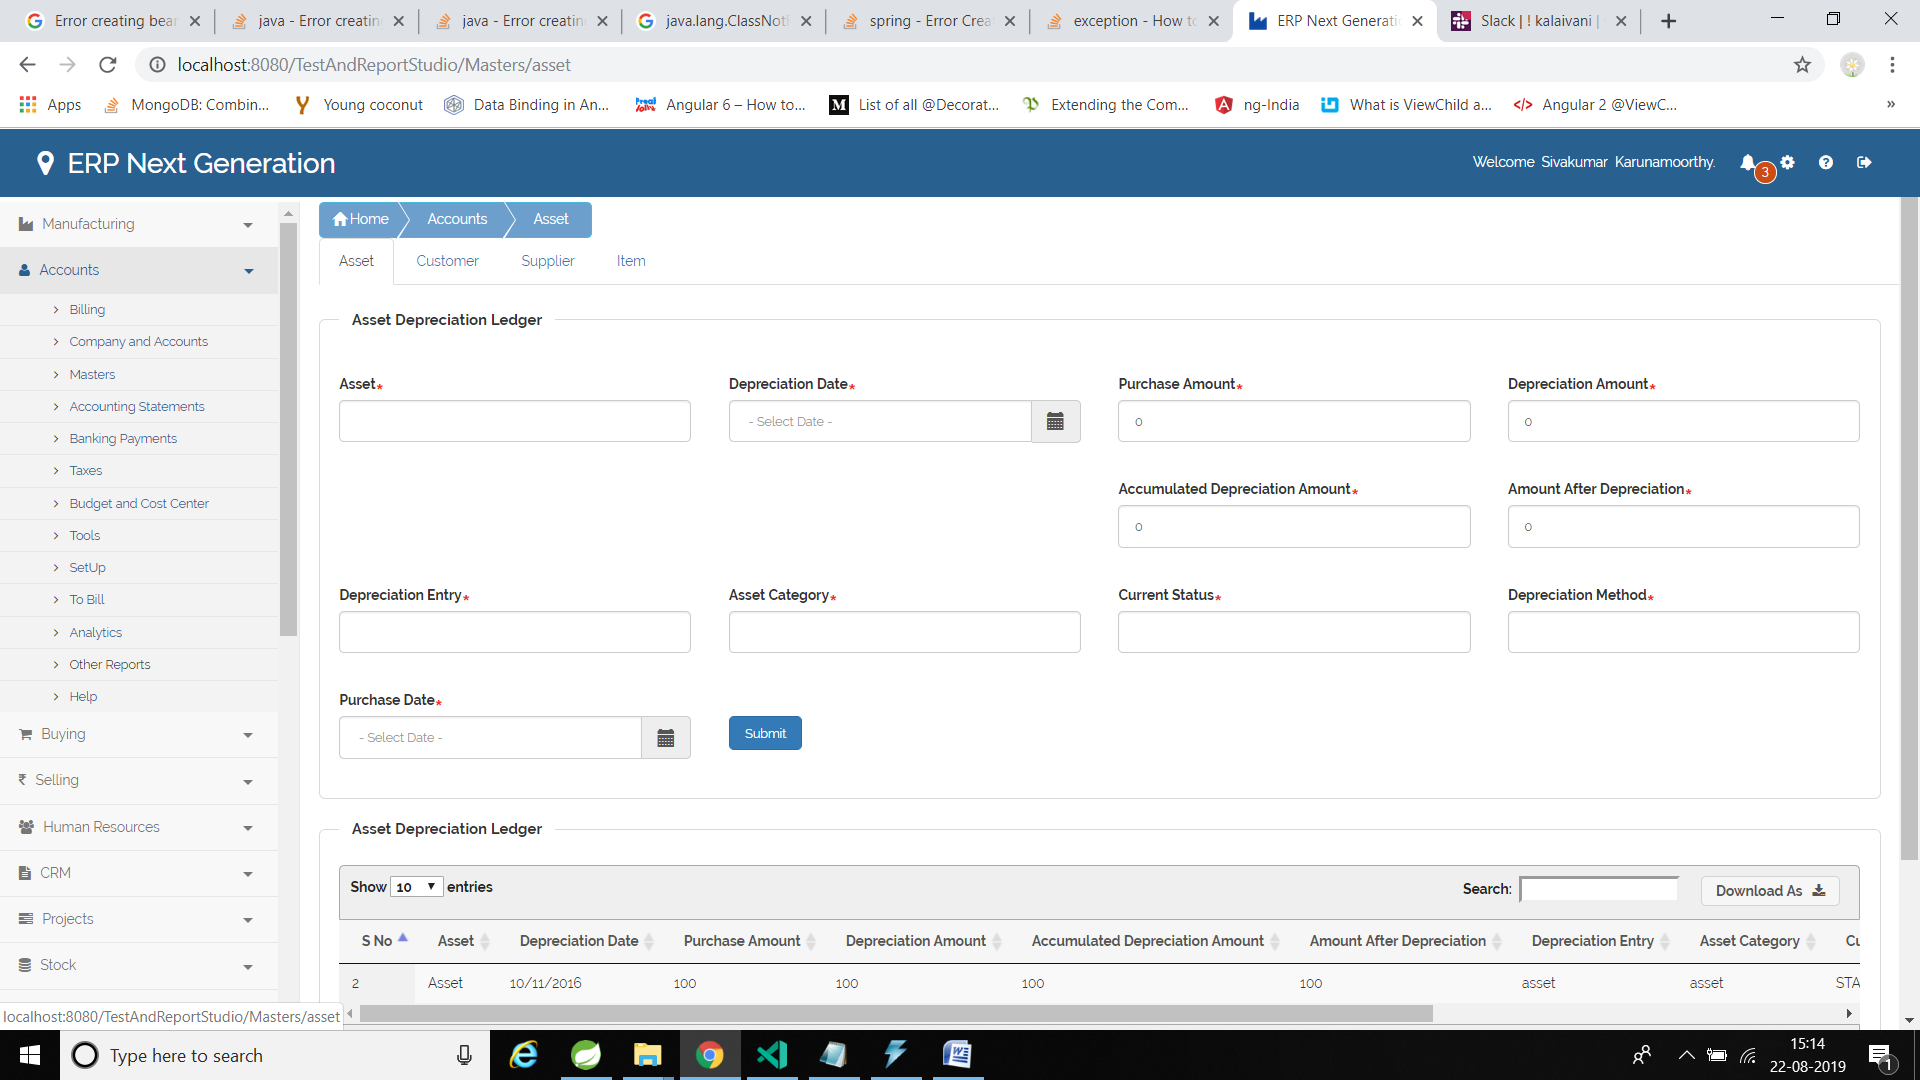 Error creating bear
java - Error creatin
java - Error creatin
java.lang.ClassNotF
spring - Error Crea
exception - How to
ERP Next Generati
Slack | ! kalaivani |
localhost:8080/TestAndReportStudio/Masters/asset
Apps
MongoDB: Combin...
Young coconut
Data Binding in An...
Angular 6 – How to...
List of all @Decorat...
Extending the Com...
ng-India
What is ViewChild a...
Angular 2 @ViewC...
»
ERP Next Generation
Welcome Sivakumar Karunamoorthy.
3
Manufacturing
Accounts
Billing
Company and Accounts
Masters
Accounting Statements
Banking Payments
Taxes
Budget and Cost Center
Tools
SetUp
To Bill
Analytics
Other Reports
Help
Buying
Selling
Human Resources
CRM
Projects
Stock
Home Accounts Asset
Asset Customer Supplier Item
Asset Depreciation Ledger
Asset* Depreciation Date* Purchase Amount* Depreciation Amount*
- Select Date - 0 0
Accumulated Depreciation Amount* Amount After Depreciation*
0 0
Depreciation Entry* Asset Category* Current Status* Depreciation Method*
Purchase Date*
- Select Date - Submit
Asset Depreciation Ledger
Show 10 entries Search: Download As
S No Asset Depreciation Date Purchase Amount Depreciation Amount Accumulated Depreciation Amount Amount After Depreciation Depreciation Entry Asset Category Cu
2 Asset 10/11/2016 100 100 100 100 asset asset STA
localhost:8080/TestAndReportStudio/Masters/asset
Type here to search
15:14
22-08-2019
1